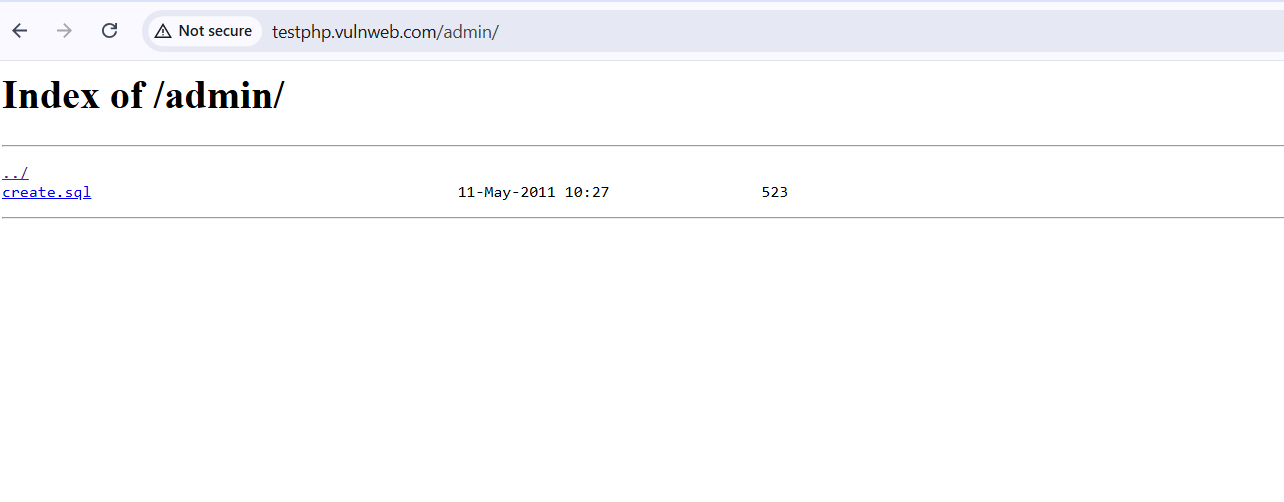 Not secure testphp.vulnweb.com/admin/
Index of /admin/
../
create.sql 11-May-2011 10:27 523